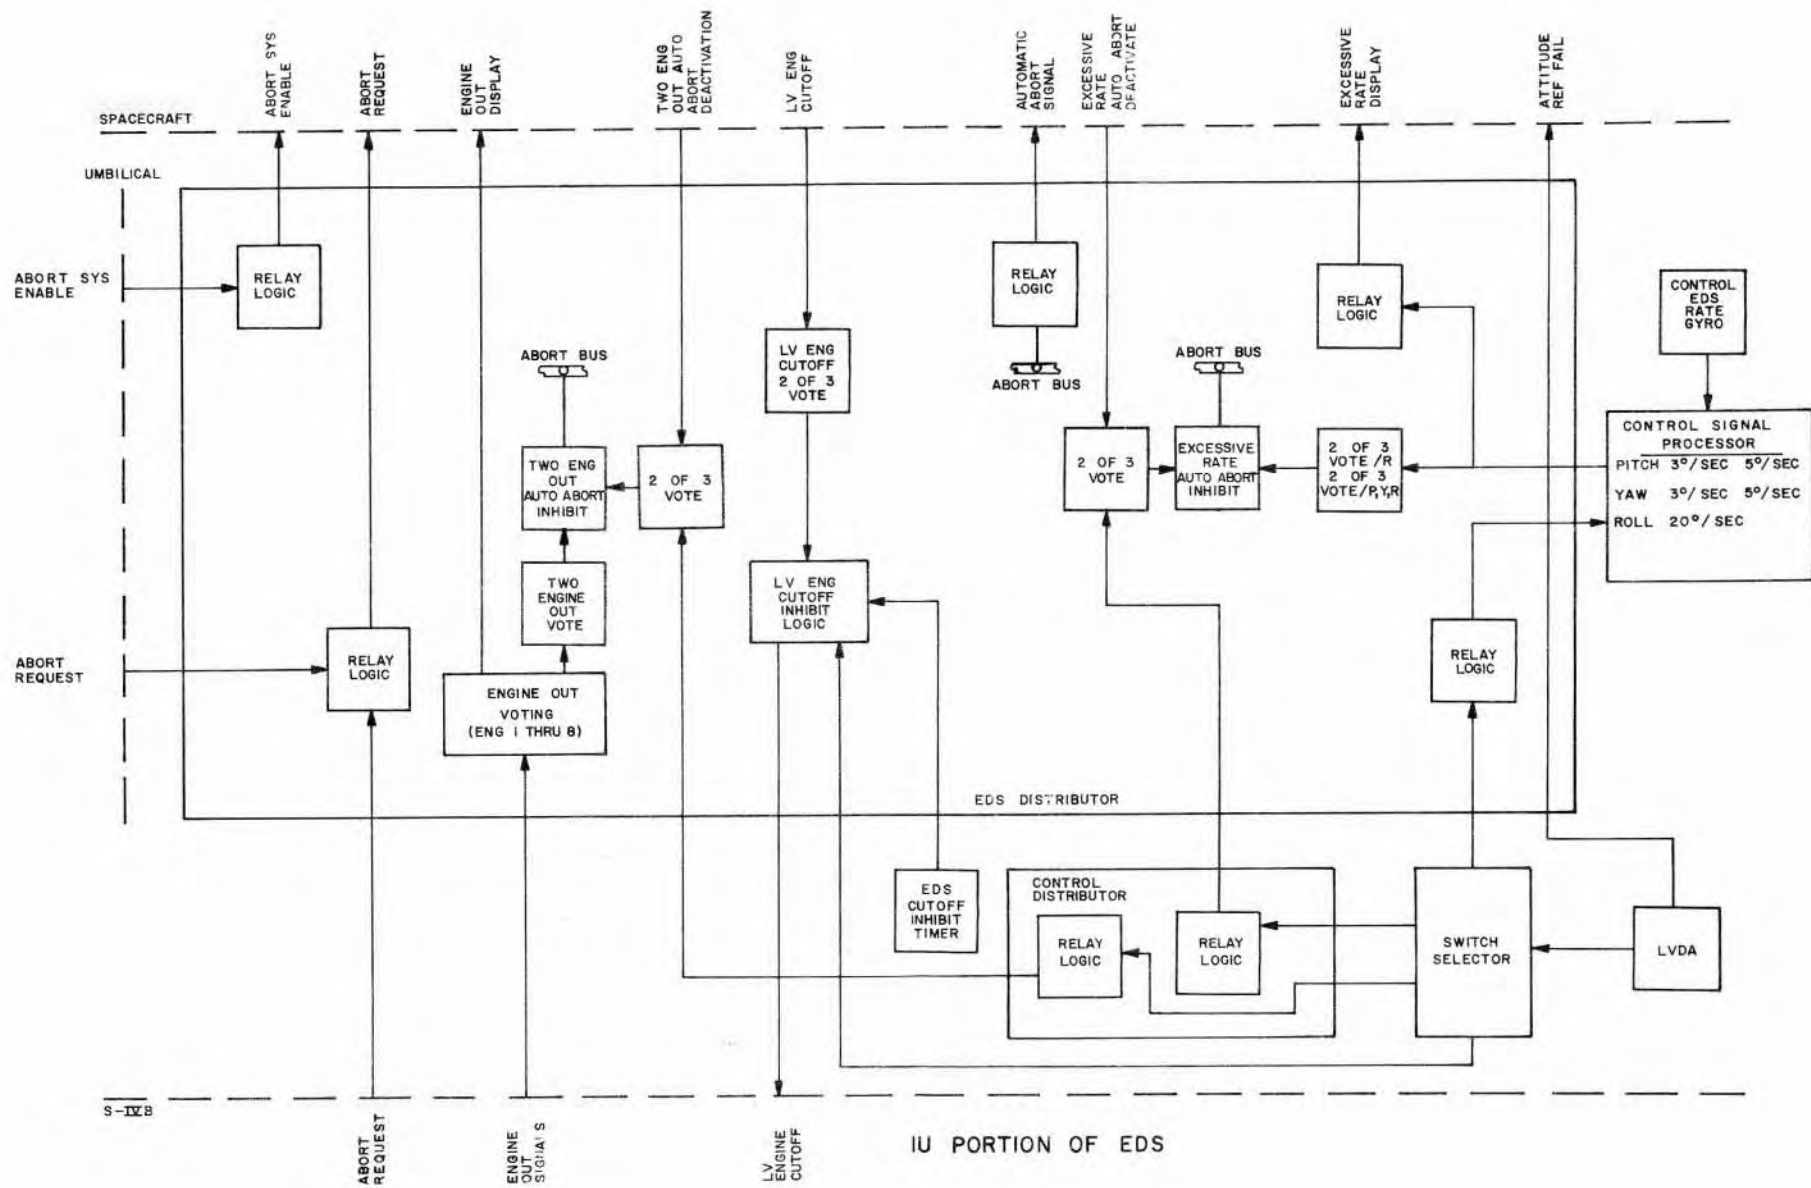 ABORT SYS
ENABLE
ABORT
REQUEST
ENGINE
OUT
DISPLAY
TWO ENG
OUT AUTO
ABORT
DEACTIVATION
LV ENG
CUTOFF
AUTOMATIC
ABORT
SIGNAL
EXCESSIVE
RATE
AUTO ABORT
DEACTIVATE
EXCESSIVE
RATE
DISPLAY
ATTITUDE
REF FAIL
SPACECRAFT
UMBILICAL
ABORT SYS
ENABLE
RELAY
LOGIC
RELAY
LOGIC
RELAY
LOGIC
CONTROL
EDS
RATE
GYRO
ABORT BUS
LV ENG
CUTOFF
2 OF 3
VOTE
ABORT BUS
ABORT BUS
TWO ENG
OUT
AUTO ABORT
INHIBIT
2 OF 3
VOTE
2 OF 3
VOTE
EXCESSIVE
RATE
AUTO ABORT
INHIBIT
2 OF 3
VOTE /R
2 OF 3
VOTE/P,Y,R
CONTROL SIGNAL
PROCESSOR
PITCH 3°/SEC 5°/SEC
YAW 3°/SEC 5°/SEC
ROLL 20°/SEC
TWO
ENGINE
OUT
VOTE
LV ENG
CUTOFF
INHIBIT
LOGIC
ABORT
REQUEST
RELAY
LOGIC
RELAY
LOGIC
ENGINE OUT
VOTING
(ENG 1 THRU 8)
EDS DISTRIBUTOR
EDS
CUTOFF
INHIBIT
TIMER
CONTROL
DISTRIBUTOR
RELAY
LOGIC
RELAY
LOGIC
SWITCH
SELECTOR
LVDA
S-IVB
ABORT
REQUEST
ENGINE
OUT
SIGNALS
LV
ENGINE
CUTOFF
IU PORTION OF EDS